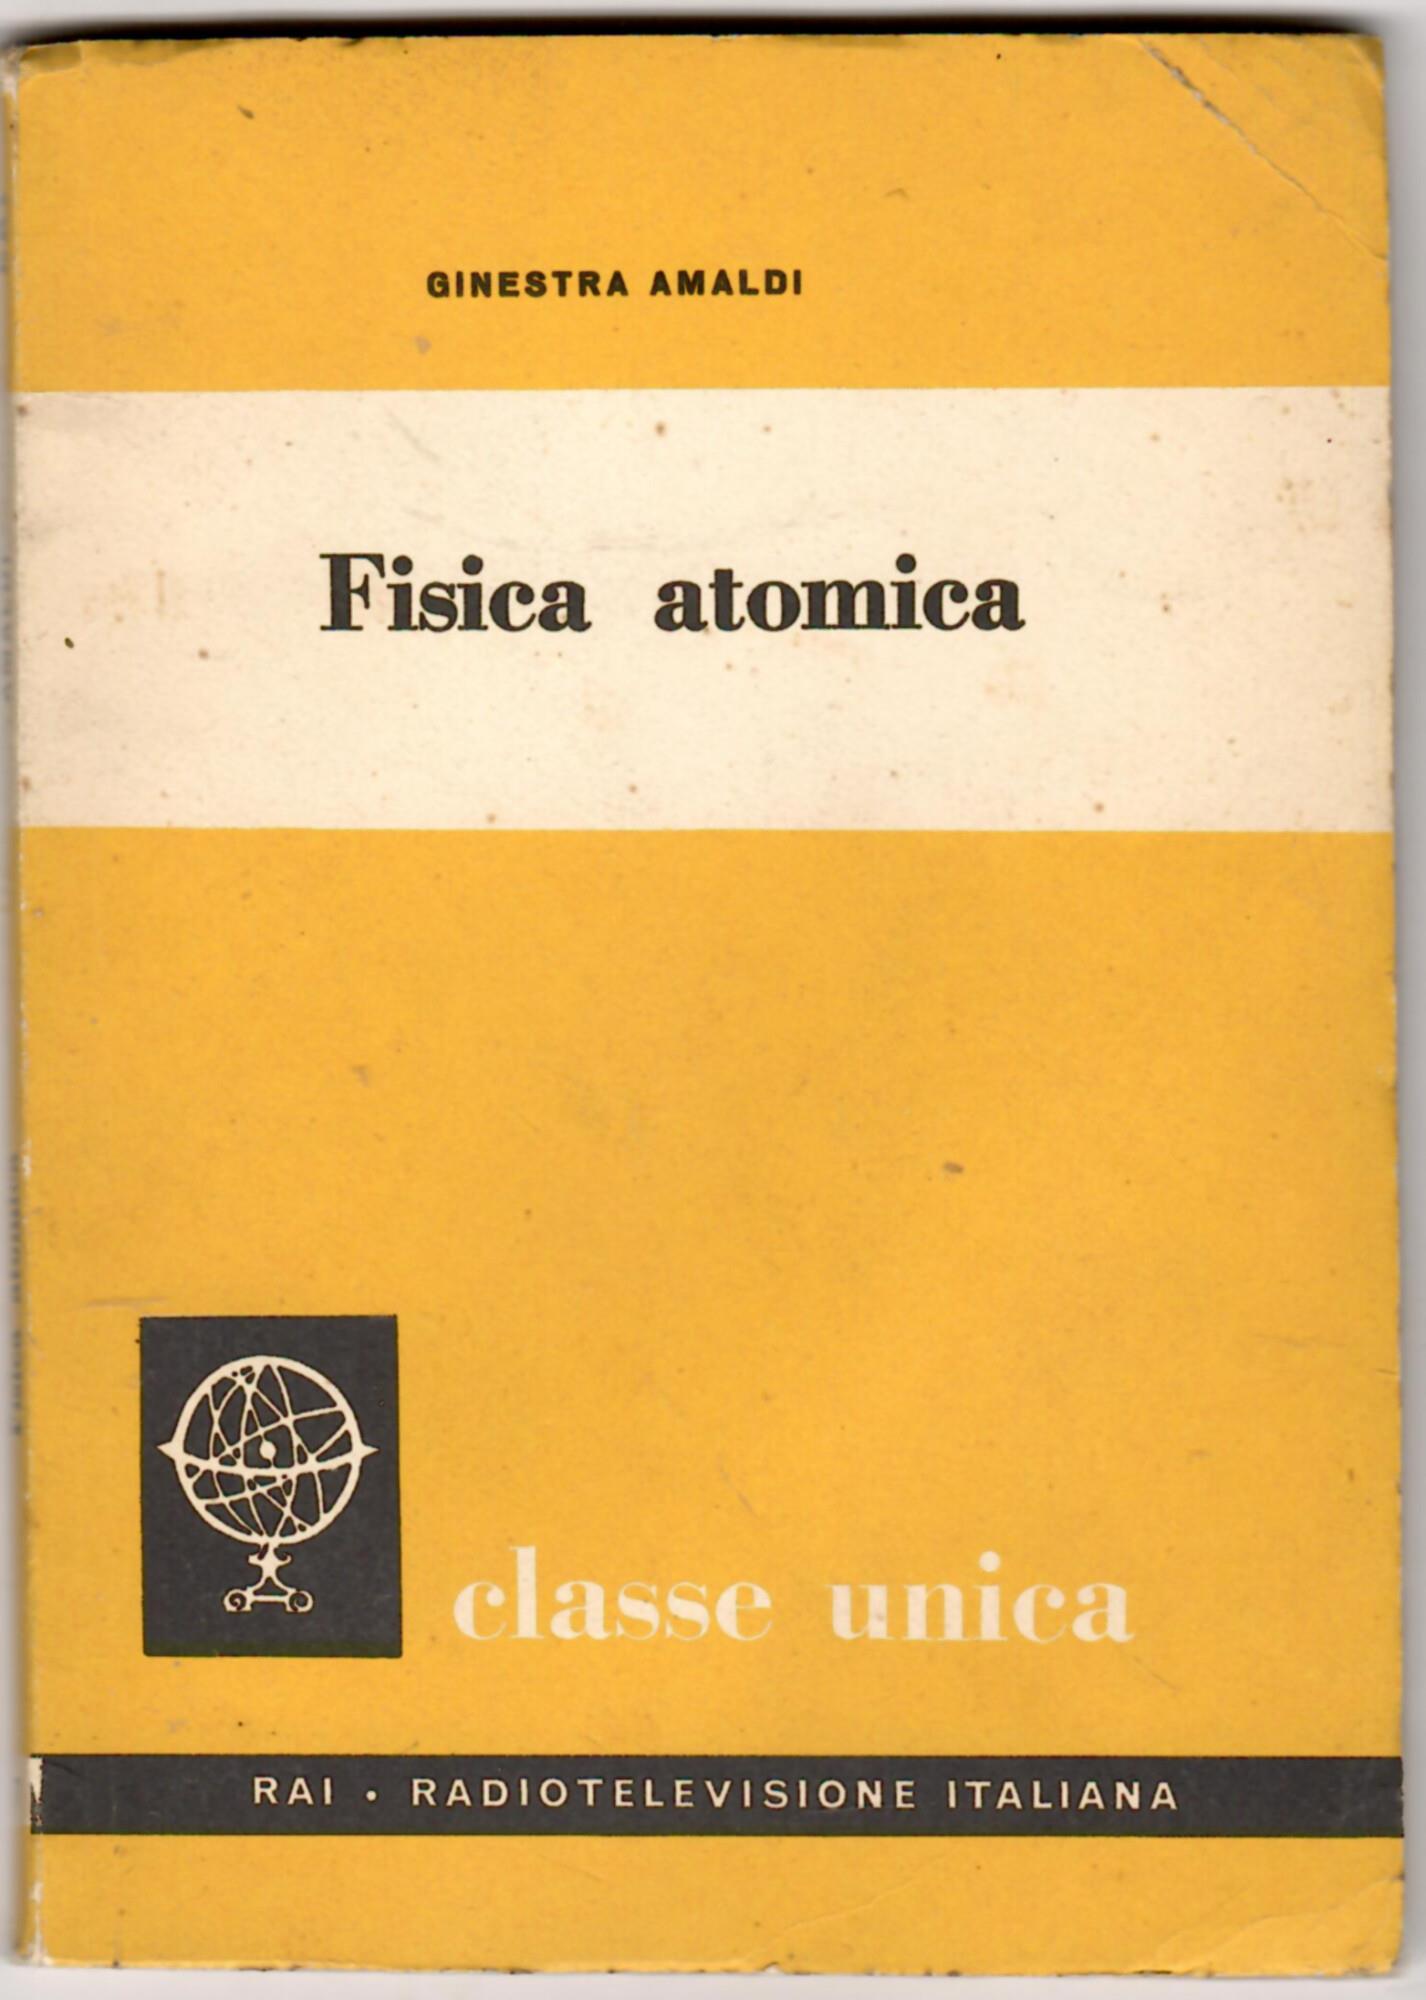 GINESTRA AMALDI
Fisica atomica
classe unica
RAI • RADIOTELEVISIONE ITALIANA